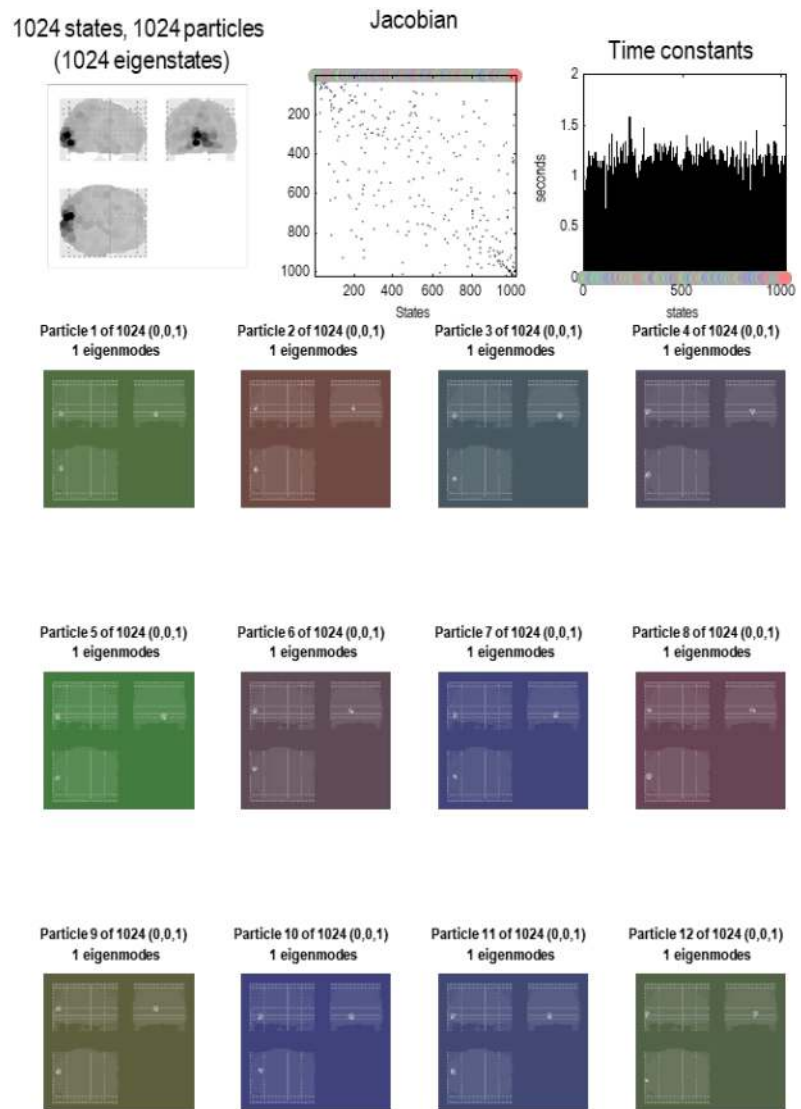 1024 states, 1024 particles
(1024 eigenstates)
Jacobian
200
400
600
800
1000
200 400 600 800 1000
States
Time constants
2
1.5
1
0.5
0
seconds
0 500 1000
states
Particle 1 of 1024 (0,0,1)
1 eigenmodes
Particle 2 of 1024 (0,0,1)
1 eigenmodes
Particle 3 of 1024 (0,0,1)
1 eigenmodes
Particle 4 of 1024 (0,0,1)
1 eigenmodes
Particle 5 of 1024 (0,0,1)
1 eigenmodes
Particle 6 of 1024 (0,0,1)
1 eigenmodes
Particle 7 of 1024 (0,0,1)
1 eigenmodes
Particle 8 of 1024 (0,0,1)
1 eigenmodes
Particle 9 of 1024 (0,0,1)
1 eigenmodes
Particle 10 of 1024 (0,0,1)
1 eigenmodes
Particle 11 of 1024 (0,0,1)
1 eigenmodes
Particle 12 of 1024 (0,0,1)
1 eigenmodes